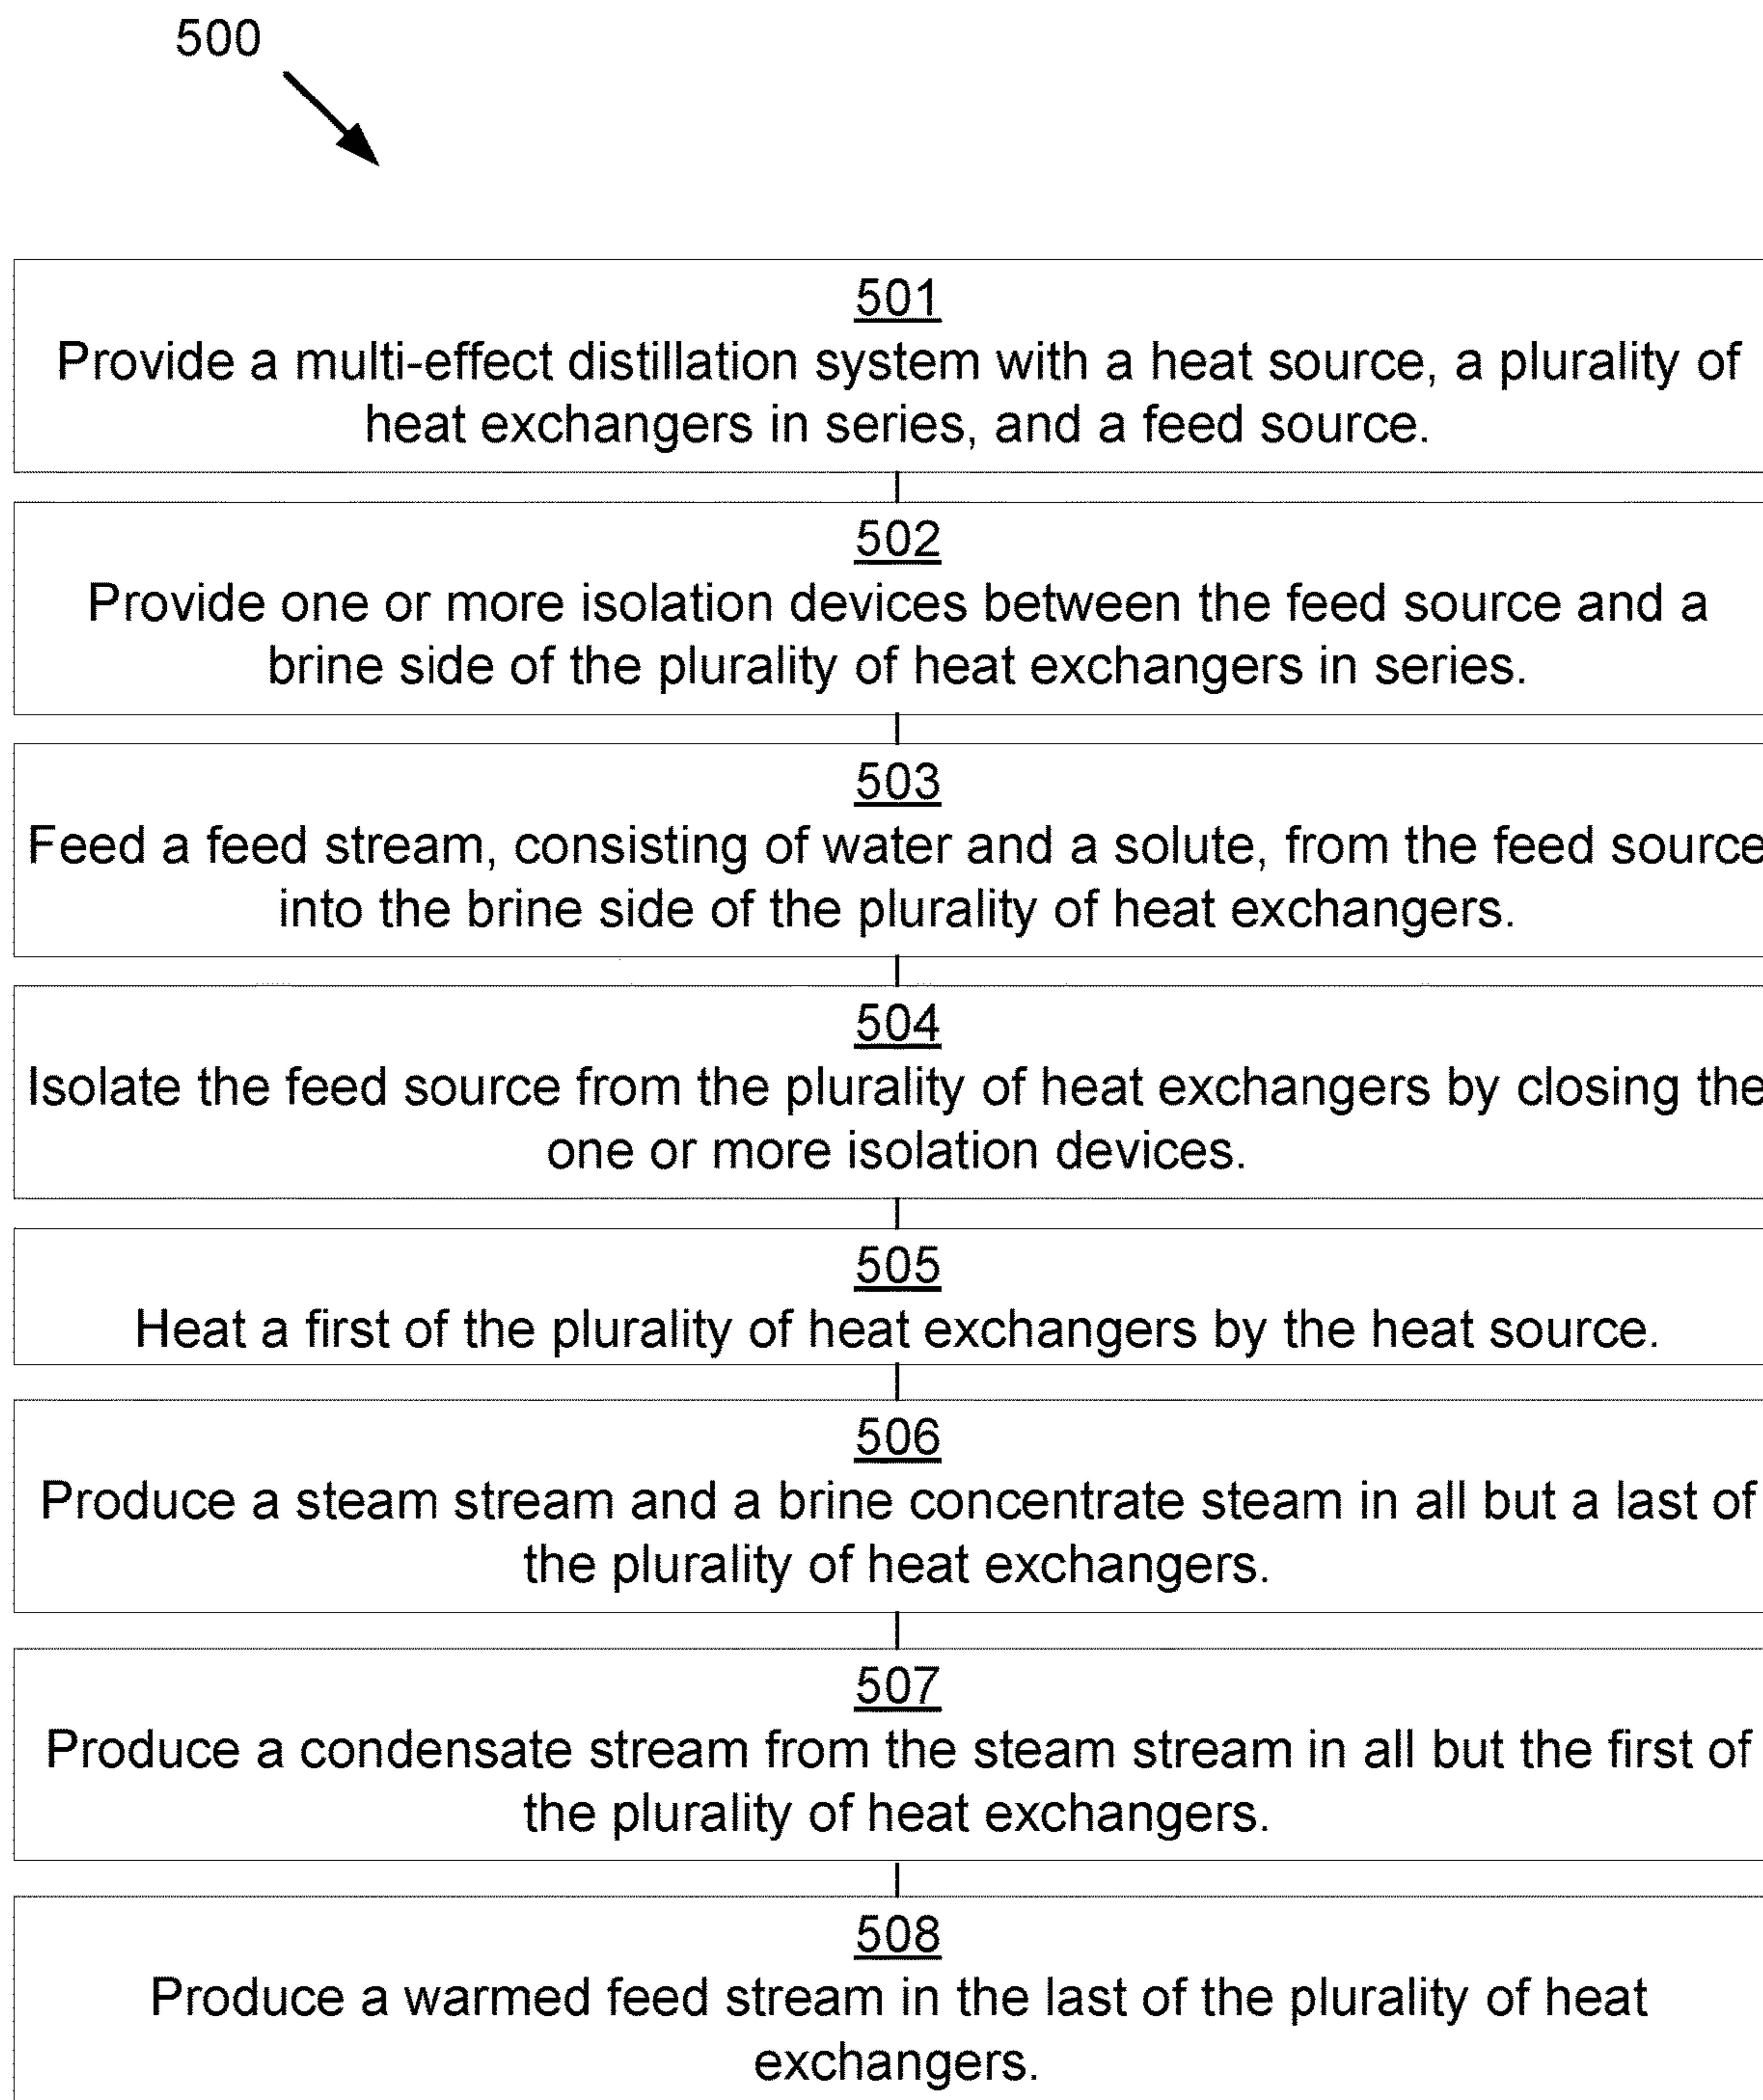 500
501
Provide a multi-effect distillation system with a heat source, a plurality of
heat exchangers in series, and a feed source.
502
Provide one or more isolation devices between the feed source and a
brine side of the plurality of heat exchangers in series.
503
Feed a feed stream, consisting of water and a solute, from the feed source
into the brine side of the plurality of heat exchangers.
504
Isolate the feed source from the plurality of heat exchangers by closing the
one or more isolation devices.
505
Heat a first of the plurality of heat exchangers by the heat source.
506
Produce a steam stream and a brine concentrate steam in all but a last of
the plurality of heat exchangers.
507
Produce a condensate stream from the steam stream in all but the first of
the plurality of heat exchangers.
508
Produce a warmed feed stream in the last of the plurality of heat
exchangers.